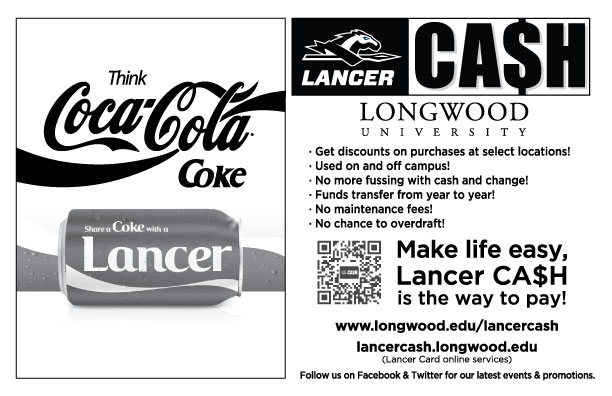 Think
Coca-Cola
Coke
Share a Coke with a
Lancer
LANCER
CA$H
LONGWOOD
UNIVERSITY
· Get discounts on purchases at select locations!
· Used on and off campus!
· No more fussing with cash and change!
· Funds transfer from year to year!
· No maintenance fees!
· No chance to overdraft!
Make life easy,
Lancer CA$H
is the way to pay!
www.longwood.edu/lancercash
lancercash.longwood.edu
(Lancer Card online services)
Follow us on Facebook & Twitter for our latest events & promotions.